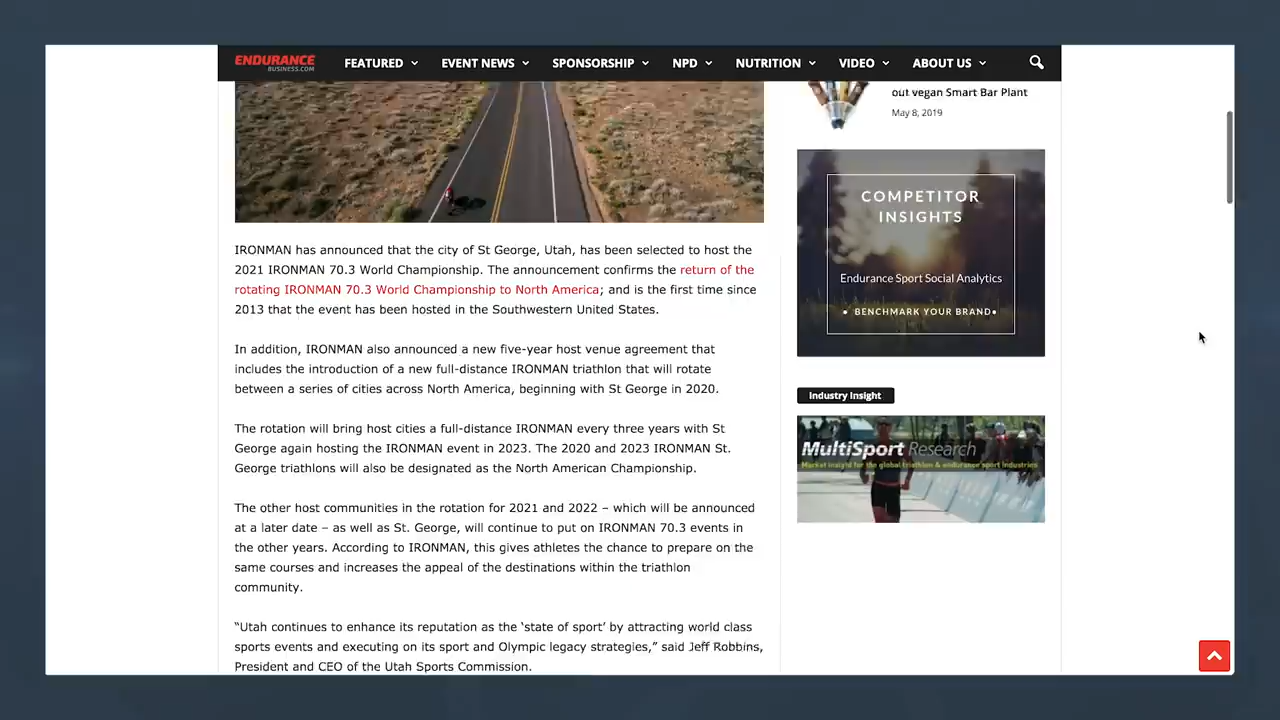 ENDURANCE
BUSINESS.COM
FEATURED
EVENT NEWS
SPONSORSHIP
NPD
NUTRITION
VIDEO
ABOUT US
IRONMAN has announced that the city of St George, Utah, has been selected to host the
2021 IRONMAN 70.3 World Championship. The announcement confirms the return of the
rotating IRONMAN 70.3 World Championship to North America; and is the first time since
2013 that the event has been hosted in the Southwestern United States.
In addition, IRONMAN also announced a new five-year host venue agreement that
includes the introduction of a new full-distance IRONMAN triathlon that will rotate
between a series of cities across North America, beginning with St George in 2020.
The rotation will bring host cities a full-distance IRONMAN every three years with St
George again hosting the IRONMAN event in 2023. The 2020 and 2023 IRONMAN St.
George triathlons will also be designated as the North American Championship.
The other host communities in the rotation for 2021 and 2022 – which will be announced
at a later date – as well as St. George, will continue to put on IRONMAN 70.3 events in
the other years. According to IRONMAN, this gives athletes the chance to prepare on the
same courses and increases the appeal of the destinations within the triathlon
community.
“Utah continues to enhance its reputation as the ‘state of sport’ by attracting world class
sports events and executing on its sport and Olympic legacy strategies,” said Jeff Robbins,
President and CEO of the Utah Sports Commission.
out vegan Smart Bar Plant
May 8, 2019
COMPETITOR
INSIGHTS
Endurance Sport Social Analytics
• BENCHMARK YOUR BRAND•
Industry Insight
MultiSport Research
Market insight for the global triathlon & endurance sport industries